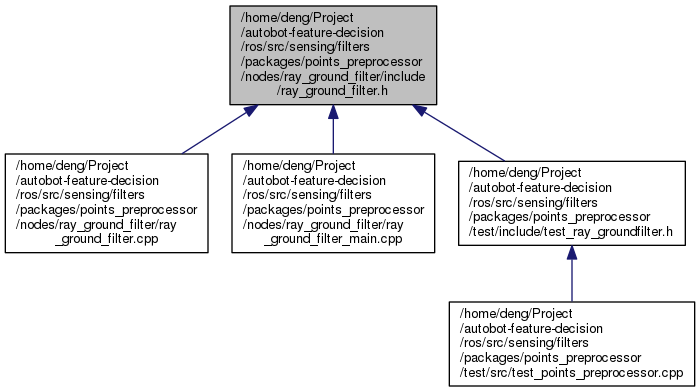 /home/deng/Project
/autobot-feature-decision
/ros/src/sensing/filters
/packages/points_preprocessor
/nodes/ray_ground_filter/include
/ray_ground_filter.h
/home/deng/Project
/autobot-feature-decision
/ros/src/sensing/filters
/packages/points_preprocessor
/nodes/ray_ground_filter/ray
_ground_filter.cpp
/home/deng/Project
/autobot-feature-decision
/ros/src/sensing/filters
/packages/points_preprocessor
/nodes/ray_ground_filter/ray
_ground_filter_main.cpp
/home/deng/Project
/autobot-feature-decision
/ros/src/sensing/filters
/packages/points_preprocessor
/test/include/test_ray_groundfilter.h
/home/deng/Project
/autobot-feature-decision
/ros/src/sensing/filters
/packages/points_preprocessor
/test/src/test_points_preprocessor.cpp